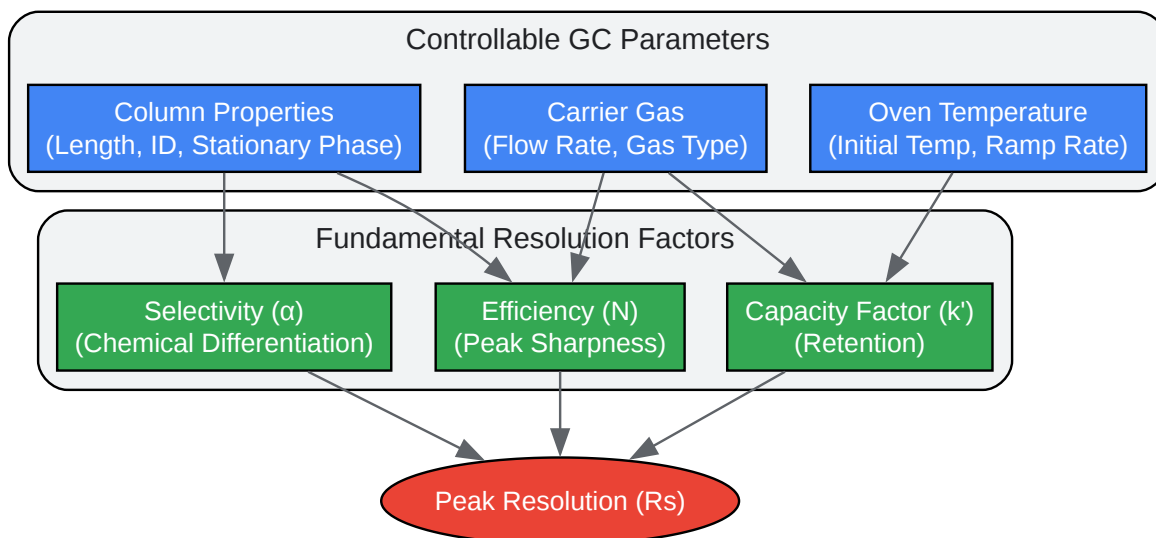 Controllable GC Parameters
Column Properties
(Length, ID, Stationary Phase)
Carrier Gas
(Flow Rate, Gas Type)
Oven Temperature
(Initial Temp, Ramp Rate)
Fundamental Resolution Factors
Selectivity (α)
(Chemical Differentiation)
Efficiency (N)
(Peak Sharpness)
Capacity Factor (k')
(Retention)
Peak Resolution (Rs)